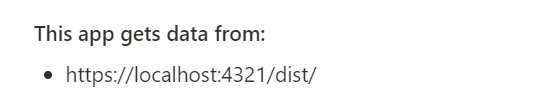 This app gets data from:
• https://localhost:4321/dist/